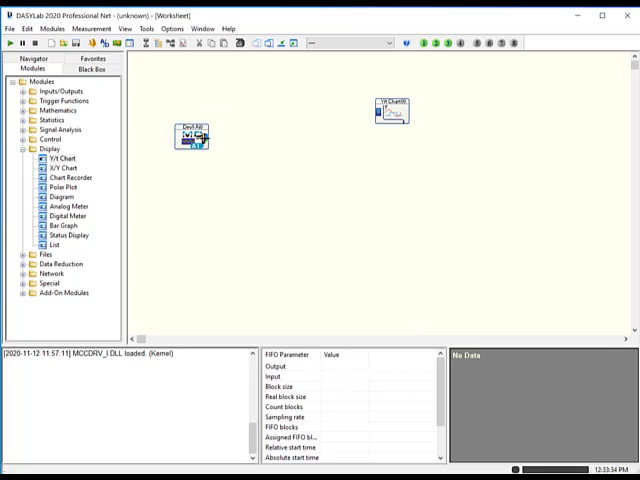 DASYLab 2020 Professional Net - (unknown) - [Worksheet]
File Edit Modules Measurement View Tools Options Window Help
Navigator Favorites
Modules Black Box
Modules
Inputs/Outputs
Trigger Functions
Mathematics
Statistics
Signal Analysis
Control
Display
Y/t Chart
X/Y Chart
Chart Recorder
Polar Plot
Diagram
Analog Meter
Digital Meter
Bar Graph
Status Display
List
Files
Data Reduction
Network
Special
Add-On Modules
Y/t Chart00
[2020-11-12 11:57:11] MCCDRV_I.DLL loaded. (Kernel)
FIFO Parameter Value
Output
Input
Block size
Real block size
Count blocks
Sampling rate
FIFO blocks
Assigned FIFO bl...
Relative start time
Absolute start time
No Data
12:33:34 PM